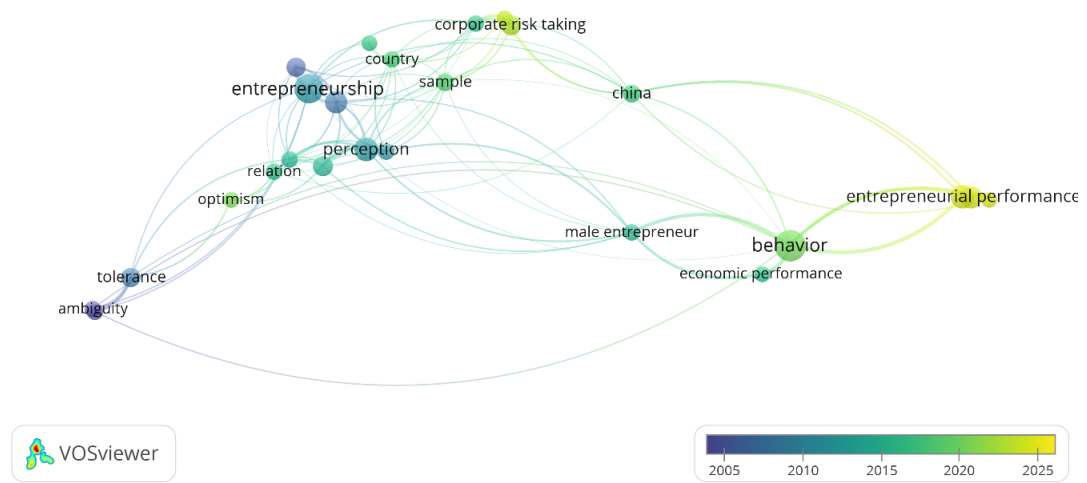 corporate risk taking
country
sample
entrepreneurship
china
perception
relation
optimism
entrepreneurial performance
male entrepreneur
behavior
economic performance
tolerance
ambiguity
VOSviewer
2005 2010 2015 2020 2025